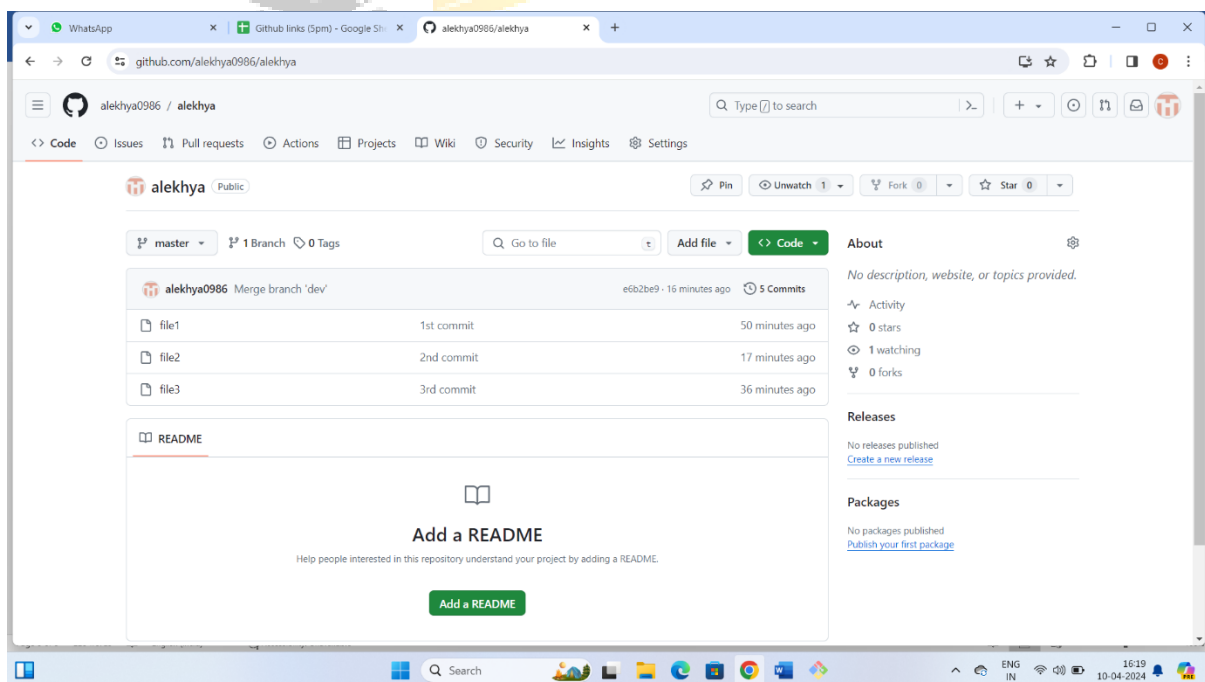 WhatsApp
Github links (5pm) - Google She
alekhya0986/alekhya
github.com/alekhya0986/alekhya
C
alekhya0986 / alekhya
Type / to search
Code Issues Pull requests Actions Projects Wiki Security Insights Settings
alekhya Public
Pin Unwatch 1 Fork 0 Star 0
master 1 Branch 0 Tags Go to file t Add file Code
About
No description, website, or topics provided.
alekhya0986 Merge branch 'dev' e6b2be9 · 16 minutes ago 5 Commits
Activity
file1 1st commit 50 minutes ago
0 stars
file2 2nd commit 17 minutes ago
1 watching
file3 3rd commit 36 minutes ago
0 forks
Releases
README
No releases published
Create a new release
Packages
Add a README
No packages published
Publish your first package
Help people interested in this repository understand your project by adding a README.
Add a README
Search
ENG
IN
16:19
10-04-2024
PRE